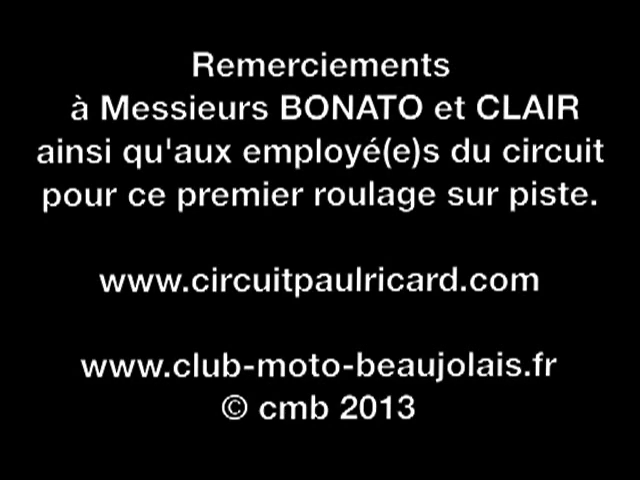 Remerciements
à Messieurs BONATO et CLAIR
ainsi qu'aux employé(e)s du circuit
pour ce premier roulage sur piste.
www.circuitpaulricard.com
www.club-moto-beaujolais.fr
© cmb 2013